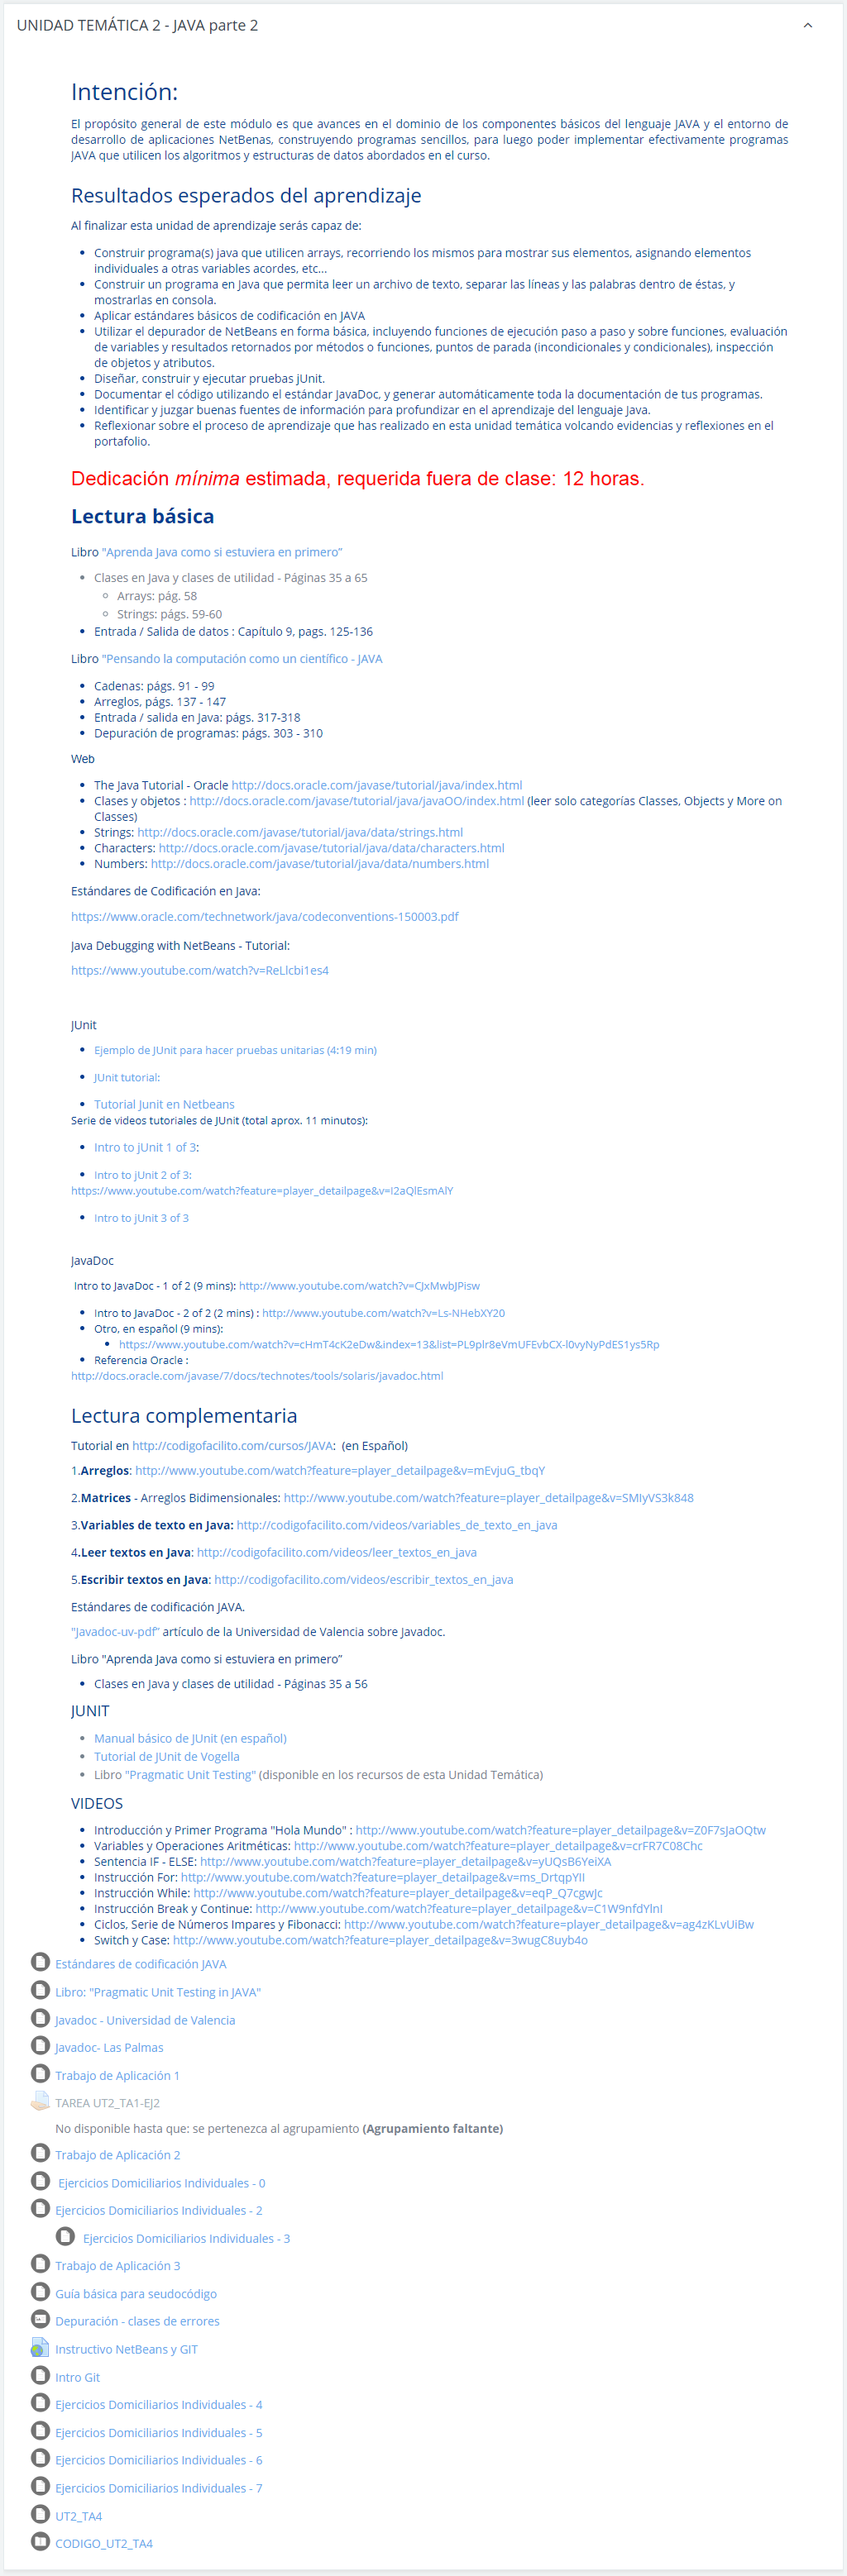 UNIDAD TEMÁTICA 2 - JAVA parte 2
Intención:
El propósito general de este módulo es que avances en el dominio de los componentes básicos del lenguaje JAVA y el entorno de
desarrollo de aplicaciones NetBenas, construyendo programas sencillos, para luego poder implementar efectivamente programas
JAVA que utilicen los algoritmos y estructuras de datos abordados en el curso.
Resultados esperados del aprendizaje
Al finalizar esta unidad de aprendizaje serás capaz de:
• Construir programa(s) java que utilicen arrays, recorriendo los mismos para mostrar sus elementos, asignando elementos
individuales a otras variables acordes, etc...
• Construir un programa en Java que permita leer un archivo de texto, separar las líneas y las palabras dentro de éstas, y
mostrarlas en consola.
• Aplicar estándares básicos de codificación en JAVA
• Utilizar el depurador de NetBeans en forma básica, incluyendo funciones de ejecución paso a paso y sobre funciones, evaluación
de variables y resultados retornados por métodos o funciones, puntos de parada (incondicionales y condicionales), inspección
de objetos y atributos.
• Diseñar, construir y ejecutar pruebas jUnit.
• Documentar el código utilizando el estándar JavaDoc, y generar automáticamente toda la documentación de tus programas.
• Identificar y juzgar buenas fuentes de información para profundizar en el aprendizaje del lenguaje Java.
• Reflexionar sobre el proceso de aprendizaje que has realizado en esta unidad temática volcando evidencias y reflexiones en el
portafolio.
Dedicación mínima estimada, requerida fuera de clase: 12 horas.
Lectura básica
Libro "Aprenda Java como si estuviera en primero”
• Clases en Java y clases de utilidad - Páginas 35 a 65
◦ Arrays: pág. 58
◦ Strings: págs. 59-60
• Entrada / Salida de datos : Capítulo 9, pags. 125-136
Libro "Pensando la computación como un científico - JAVA
• Cadenas: págs. 91 - 99
• Arreglos, págs. 137 - 147
• Entrada / salida en Java: págs. 317-318
• Depuración de programas: págs. 303 - 310
Web
• The Java Tutorial - Oracle http://docs.oracle.com/javase/tutorial/java/index.html
• Clases y objetos : http://docs.oracle.com/javase/tutorial/java/javaOO/index.html (leer solo categorías Classes, Objects y More on
Classes)
• Strings: http://docs.oracle.com/javase/tutorial/java/data/strings.html
• Characters: http://docs.oracle.com/javase/tutorial/java/data/characters.html
• Numbers: http://docs.oracle.com/javase/tutorial/java/data/numbers.html
Estándares de Codificación en Java:
https://www.oracle.com/technetwork/java/codeconventions-150003.pdf
Java Debugging with NetBeans - Tutorial:
https://www.youtube.com/watch?v=ReLlcbi1es4
JUnit
• Ejemplo de JUnit para hacer pruebas unitarias (4:19 min)
• JUnit tutorial:
• Tutorial Junit en Netbeans
Serie de videos tutoriales de JUnit (total aprox. 11 minutos):
• Intro to jUnit 1 of 3:
• Intro to jUnit 2 of 3:
https://www.youtube.com/watch?feature=player_detailpage&v=I2aQlEsmAlY
• Intro to jUnit 3 of 3
JavaDoc
Intro to JavaDoc - 1 of 2 (9 mins): http://www.youtube.com/watch?v=CJxMwbJPisw
• Intro to JavaDoc - 2 of 2 (2 mins) : http://www.youtube.com/watch?v=Ls-NHebXY20
• Otro, en español (9 mins):
• https://www.youtube.com/watch?v=cHmT4cK2eDw&index=13&list=PL9plr8eVmUFEvbCX-l0vyNyPdES1ys5Rp
• Referencia Oracle :
http://docs.oracle.com/javase/7/docs/technotes/tools/solaris/javadoc.html
Lectura complementaria
Tutorial en http://codigofacilito.com/cursos/JAVA: (en Español)
1.Arreglos: http://www.youtube.com/watch?feature=player_detailpage&v=mEvjuG_tbqY
2.Matrices - Arreglos Bidimensionales: http://www.youtube.com/watch?feature=player_detailpage&v=SMIyVS3k848
3.Variables de texto en Java: http://codigofacilito.com/videos/variables_de_texto_en_java
4.Leer textos en Java: http://codigofacilito.com/videos/leer_textos_en_java
5.Escribir textos en Java: http://codigofacilito.com/videos/escribir_textos_en_java
Estándares de codificación JAVA.
"Javadoc-uv-pdf” artículo de la Universidad de Valencia sobre Javadoc.
Libro "Aprenda Java como si estuviera en primero”
• Clases en Java y clases de utilidad - Páginas 35 a 56
JUNIT
• Manual básico de JUnit (en español)
• Tutorial de JUnit de Vogella
• Libro "Pragmatic Unit Testing" (disponible en los recursos de esta Unidad Temática)
VIDEOS
• Introducción y Primer Programa "Hola Mundo" : http://www.youtube.com/watch?feature=player_detailpage&v=Z0F7sJaOQtw
• Variables y Operaciones Aritméticas: http://www.youtube.com/watch?feature=player_detailpage&v=crFR7C08Chc
• Sentencia IF - ELSE: http://www.youtube.com/watch?feature=player_detailpage&v=yUQsB6YeiXA
• Instrucción For: http://www.youtube.com/watch?feature=player_detailpage&v=ms_DrtqpYII
• Instrucción While: http://www.youtube.com/watch?feature=player_detailpage&v=eqP_Q7cgwJc
• Instrucción Break y Continue: http://www.youtube.com/watch?feature=player_detailpage&v=C1W9nfdYlnI
• Ciclos, Serie de Números Impares y Fibonacci: http://www.youtube.com/watch?feature=player_detailpage&v=ag4zKLvUiBw
• Switch y Case: http://www.youtube.com/watch?feature=player_detailpage&v=3wugC8uyb4o
Estándares de codificación JAVA
Libro: "Pragmatic Unit Testing in JAVA"
Javadoc - Universidad de Valencia
Javadoc- Las Palmas
Trabajo de Aplicación 1
TAREA UT2_TA1-EJ2
No disponible hasta que: se pertenezca al agrupamiento (Agrupamiento faltante)
Trabajo de Aplicación 2
Ejercicios Domiciliarios Individuales - 0
Ejercicios Domiciliarios Individuales - 2
Ejercicios Domiciliarios Individuales - 3
Trabajo de Aplicación 3
Guía básica para seudocódigo
Depuración - clases de errores
Instructivo NetBeans y GIT
Intro Git
Ejercicios Domiciliarios Individuales - 4
Ejercicios Domiciliarios Individuales - 5
Ejercicios Domiciliarios Individuales - 6
Ejercicios Domiciliarios Individuales - 7
UT2_TA4
CODIGO_UT2_TA4